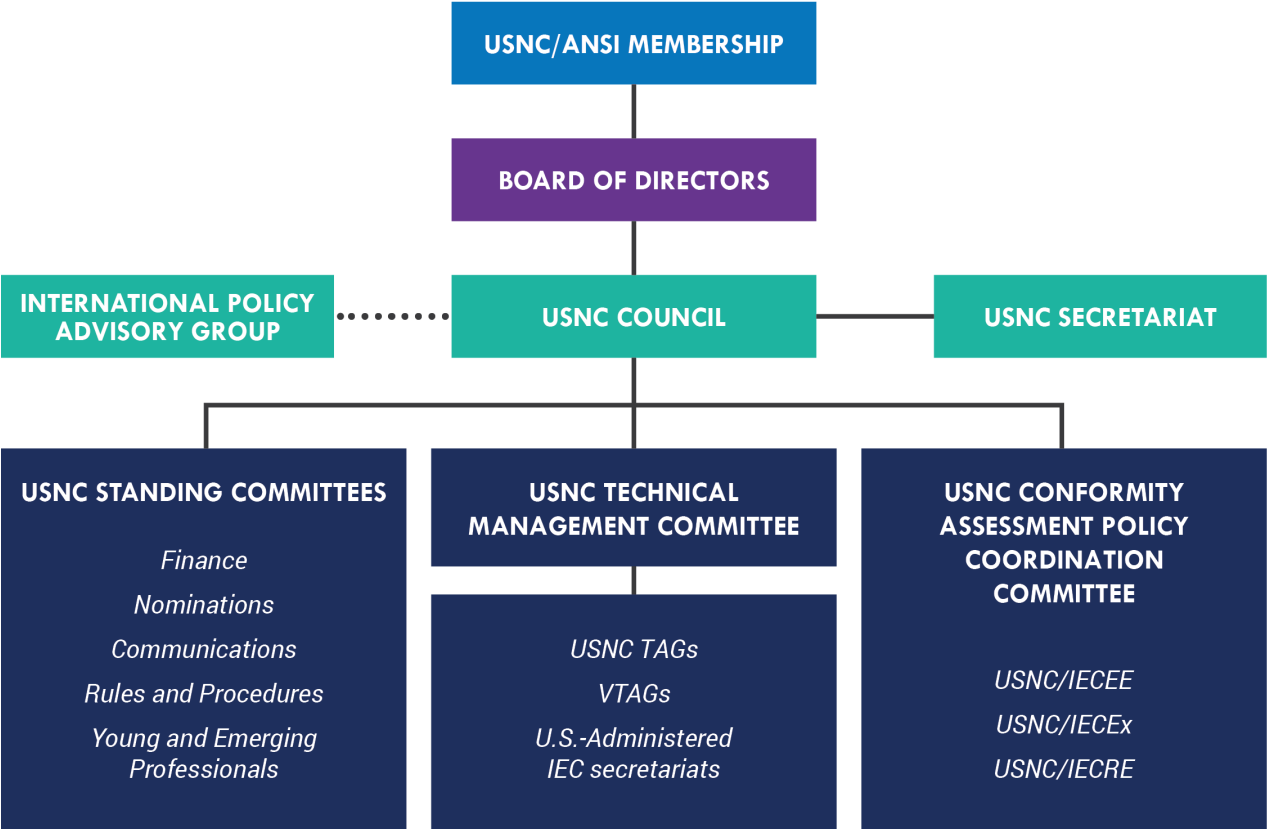 USNC/ANSI MEMBERSHIP
BOARD OF DIRECTORS
INTERNATIONAL POLICY
ADVISORY GROUP
USNC COUNCIL
USNC SECRETARIAT
USNC STANDING COMMITTEES
Finance
Nominations
Communications
Rules and Procedures
Young and Emerging
Professionals
USNC TECHNICAL
MANAGEMENT COMMITTEE
USNC TAGs
VTAGs
U.S.-Administered
IEC secretariats
USNC CONFORMITY
ASSESSMENT POLICY
COORDINATION
COMMITTEE
USNC/IECEE
USNC/IECEx
USNC/IECRE